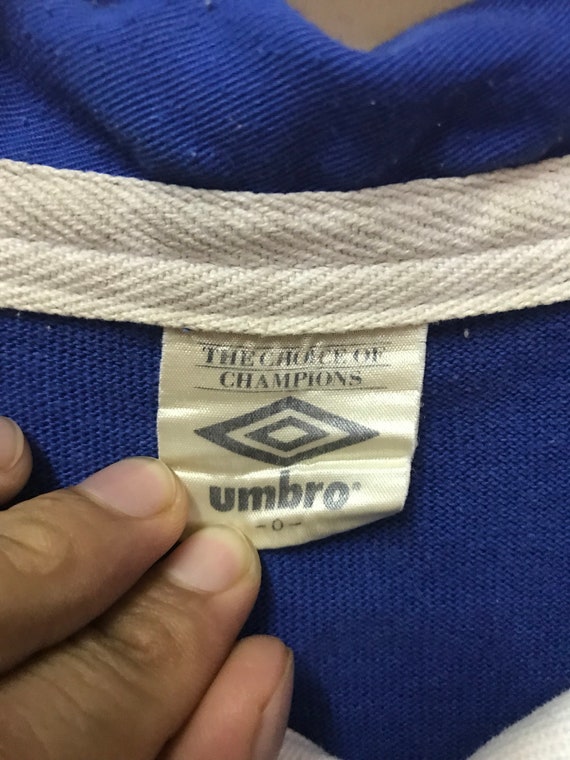 THE CHOICE OF
CHAMPIONS
umbro®
-O-